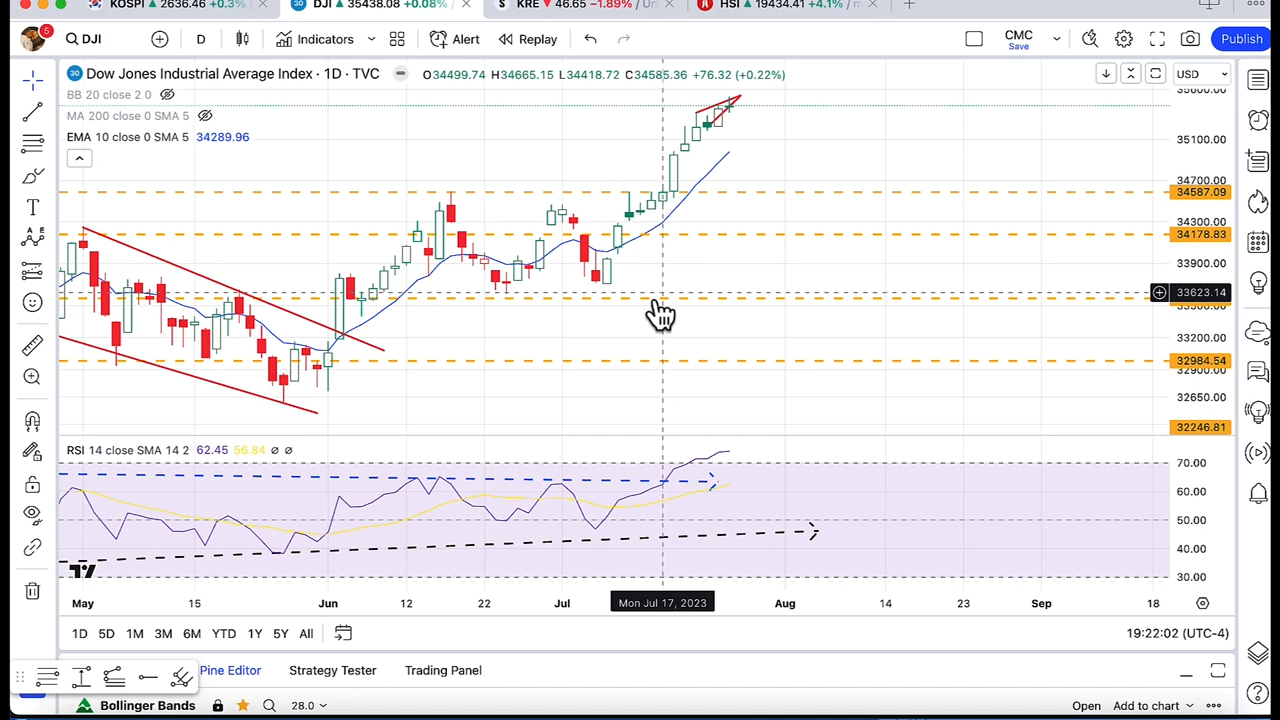 KOSPI ▲ 2636.46 +0.3%
DJI ▲ 35438.08 +0.08%
KRE ▼ 46.65 −1.89% / Un
HSI ▲ 19434.41 +4.1% / m
5
DJI
D
Indicators
Alert
Replay
CMC
Save
Publish
30 Dow Jones Industrial Average Index · 1D · TVC
O34499.74 H34665.15 L34418.72 C34585.36 +76.32 (+0.22%)
USD
BB 20 close 2 0
MA 200 close 0 SMA 5
EMA 10 close 0 SMA 5 34289.96
35600.00
35100.00
34700.00
34587.09
34300.00
34178.83
33900.00
33623.14
33200.00
32984.54
32900.00
32650.00
32246.81
RSI 14 close SMA 14 2 62.45 56.84 ∅ ∅
70.00
60.00
50.00
40.00
30.00
May
15
Jun
12
22
Jul
Mon Jul 17, 2023
Aug
14
23
Sep
18
1D 5D 1M 3M 6M YTD 1Y 5Y All
19:22:02 (UTC-4)
Pine Editor
Strategy Tester
Trading Panel
Bollinger Bands
28.0
Open
Add to chart